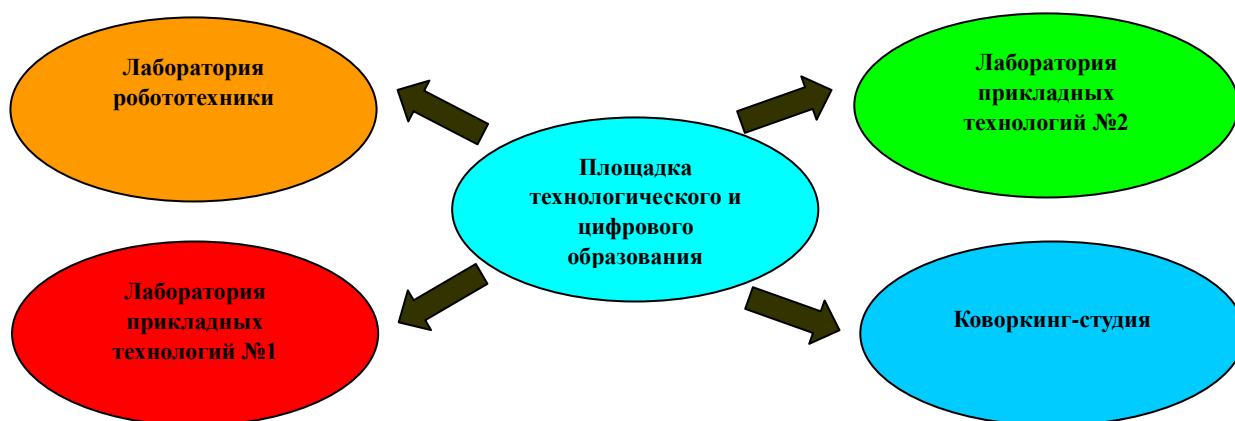 Лаборатория
робототехники
Лаборатория
прикладных
технологий №2
Площадка
технологического и
цифрового
образования
Лаборатория
прикладных
технологий №1
Коворкинг-студия